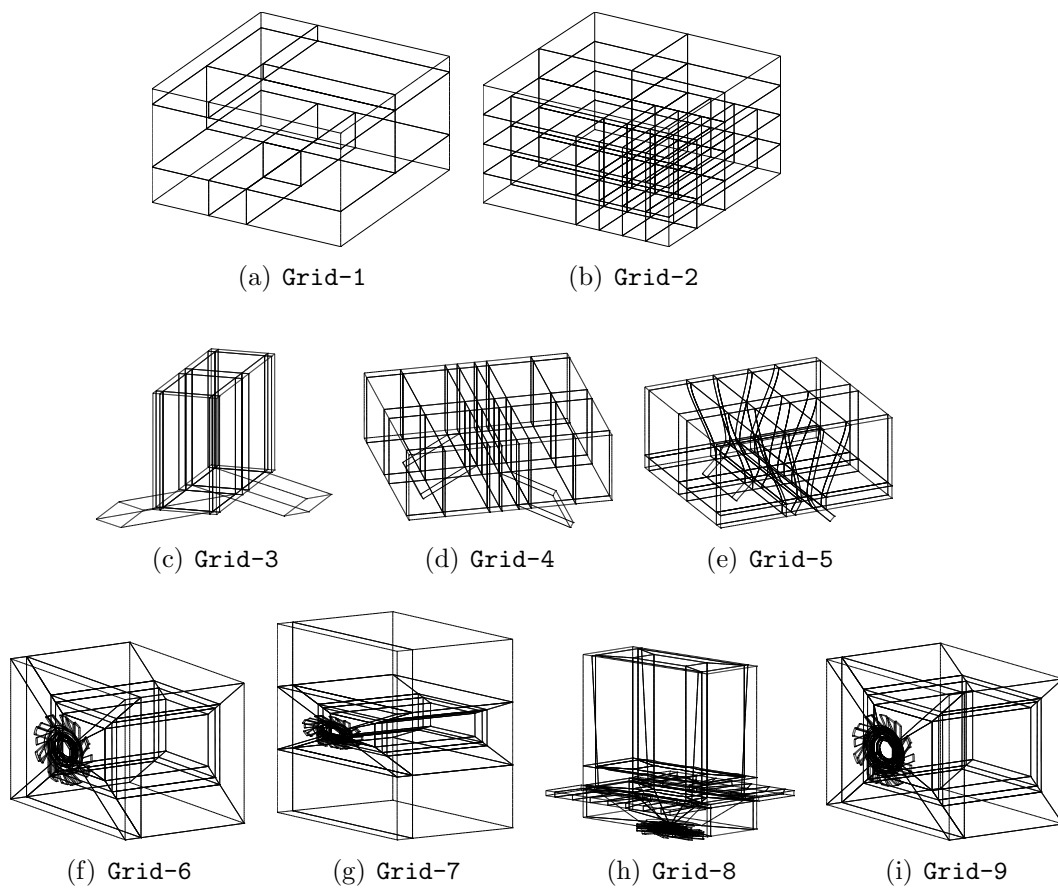 (a) Grid-1
(b) Grid-2
(c) Grid-3
(d) Grid-4
(e) Grid-5
(f) Grid-6
(g) Grid-7
(h) Grid-8
(i) Grid-9